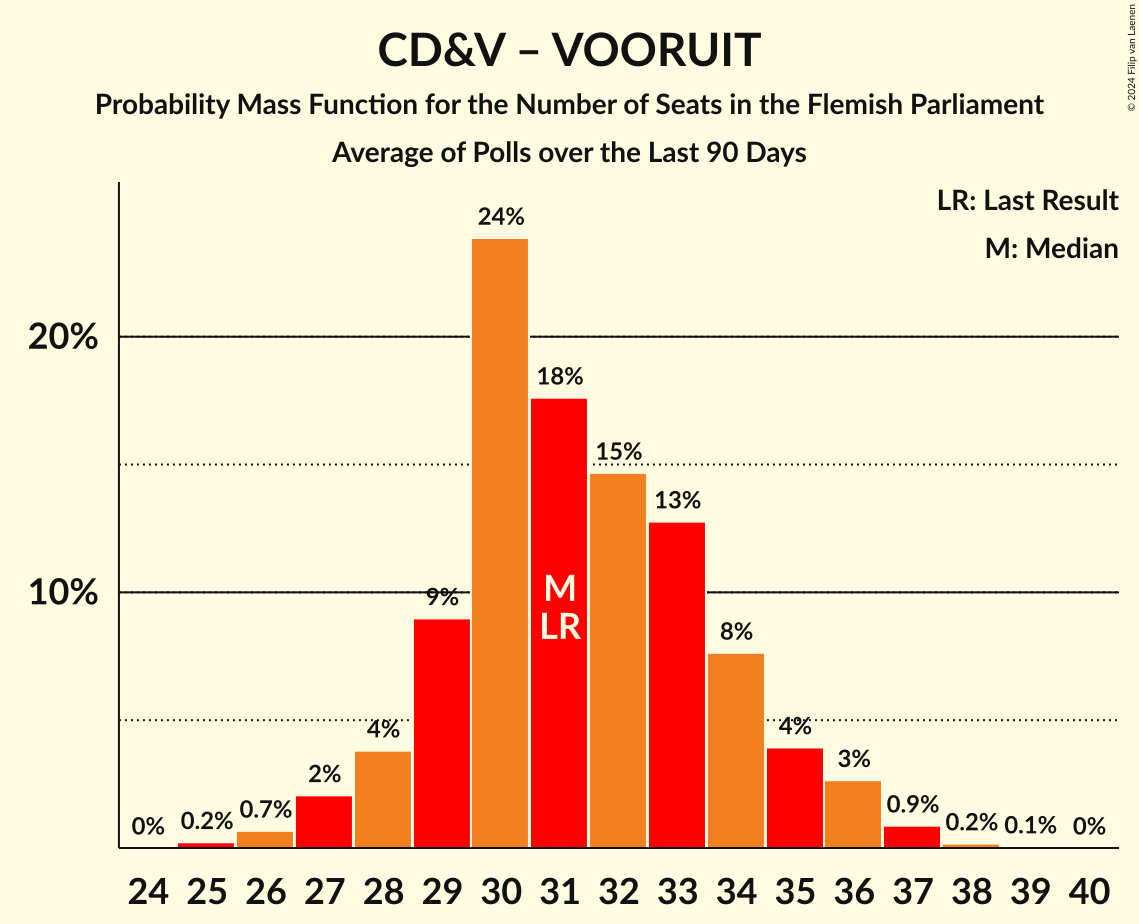 CD&V – VOORUIT
Probability Mass Function for the Number of Seats in the Flemish Parliament
Average of Polls over the Last 90 Days
© 2024 Filip van Laenen
LR: Last Result
M: Median
20%
10%
0%
0.2%
0.7%
2%
4%
9%
24%
18%
15%
13%
8%
4%
3%
0.9%
0.2%
0.1%
0%
M
LR
24 25 26 27 28 29 30 31 32 33 34 35 36 37 38 39 40